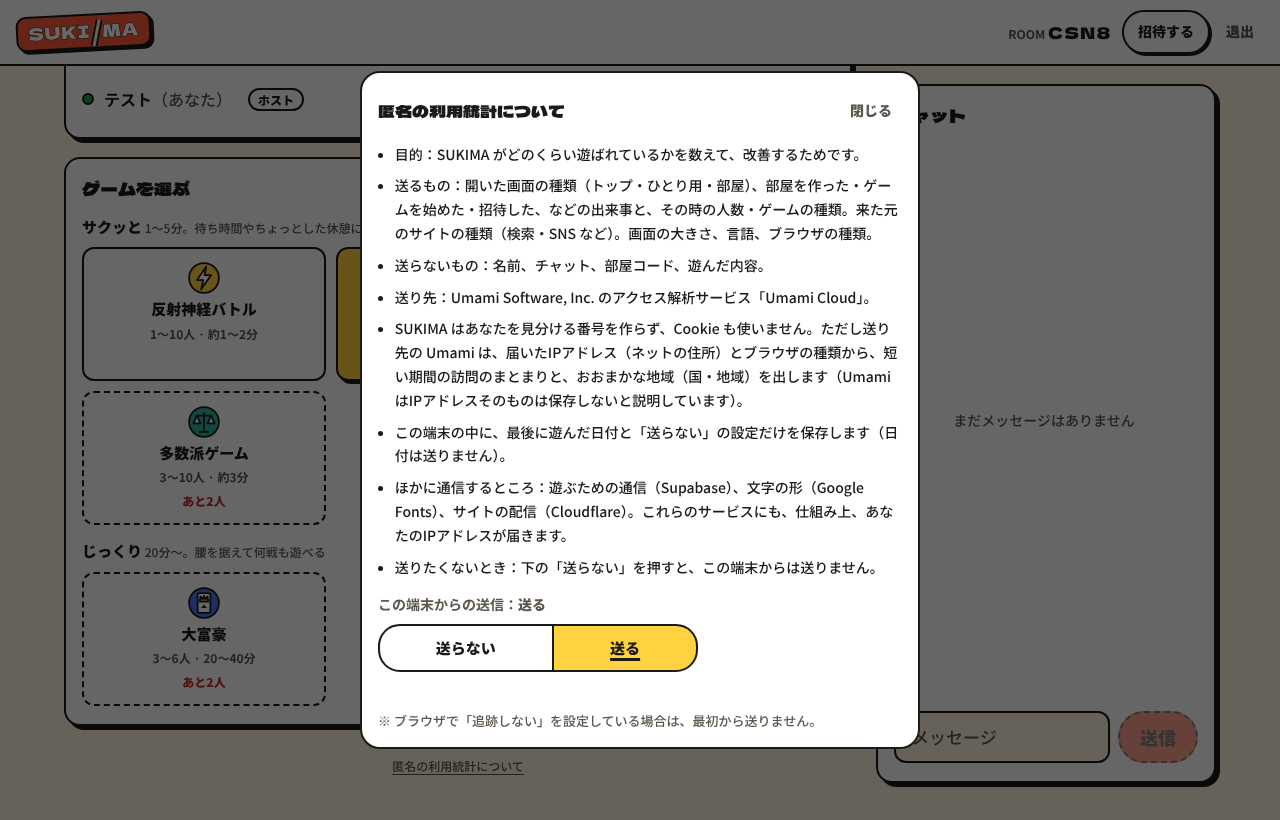 SUKI/MA
ROOM CSN8
招待する
退出
テスト（あなた）
ホスト
ゲームを選ぶ
サクッと 1〜5分。待ち時間やちょっとした休憩に
反射神経バトル
1〜10人・約1〜2分
多数派ゲーム
3〜10人・約3分
あと2人
じっくり 20分〜。腰を据えて何戦も遊べる
大富豪
3〜6人・20〜40分
あと2人
匿名の利用統計について
匿名の利用統計について
閉じる
目的：SUKIMA がどのくらい遊ばれているかを数えて、改善するためです。
送るもの：開いた画面の種類（トップ・ひとり用・部屋）、部屋を作った・ゲー
ムを始めた・招待した、などの出来事と、その時の人数・ゲームの種類。来た元
のサイトの種類（検索・SNS など）。画面の大きさ、言語、ブラウザの種類。
送らないもの：名前、チャット、部屋コード、遊んだ内容。
送り先：Umami Software, Inc. のアクセス解析サービス「Umami Cloud」。
SUKIMA はあなたを見分ける番号を作らず、Cookie も使いません。ただし送り
先の Umami は、届いたIPアドレス（ネットの住所）とブラウザの種類から、短
い期間の訪問のまとまりと、おおまかな地域（国・地域）を出します（Umami
はIPアドレスそのものは保存しないと説明しています）。
この端末の中に、最後に遊んだ日付と「送らない」の設定だけを保存します（日
付は送りません）。
ほかに通信するところ：遊ぶための通信（Supabase）、文字の形（Google
Fonts）、サイトの配信（Cloudflare）。これらのサービスにも、仕組み上、あな
たのIPアドレスが届きます。
送りたくないとき：下の「送らない」を押すと、この端末からは送りません。
この端末からの送信：送る
送らない
送る
※ ブラウザで「追跡しない」を設定している場合は、最初から送りません。
ャット
まだメッセージはありません
メッセージ
送信